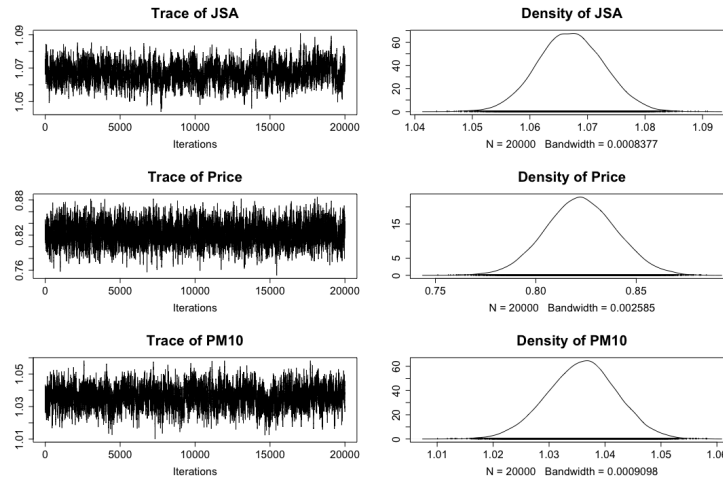 Trace of JSA
1.05 1.07 1.09
0 5000 10000 15000 20000
Iterations
Density of JSA
0 20 40 60
1.04 1.05 1.06 1.07 1.08 1.09
N = 20000 Bandwidth = 0.0008377
Trace of Price
0.76 0.82 0.88
0 5000 10000 15000 20000
Iterations
Density of Price
0 5 15
0.75 0.80 0.85
N = 20000 Bandwidth = 0.002585
Trace of PM10
1.01 1.03 1.05
0 5000 10000 15000 20000
Iterations
Density of PM10
0 20 40 60
1.01 1.02 1.03 1.04 1.05
N = 20000 Bandwidth = 0.0009098